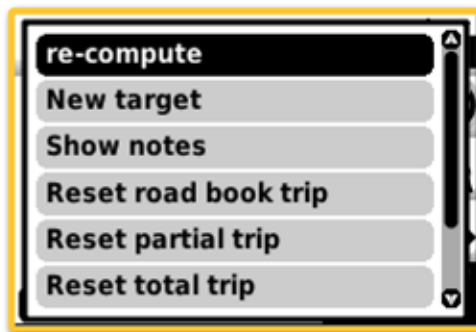 re-compute
New target
Show notes
Reset road book trip
Reset partial trip
Reset total trip